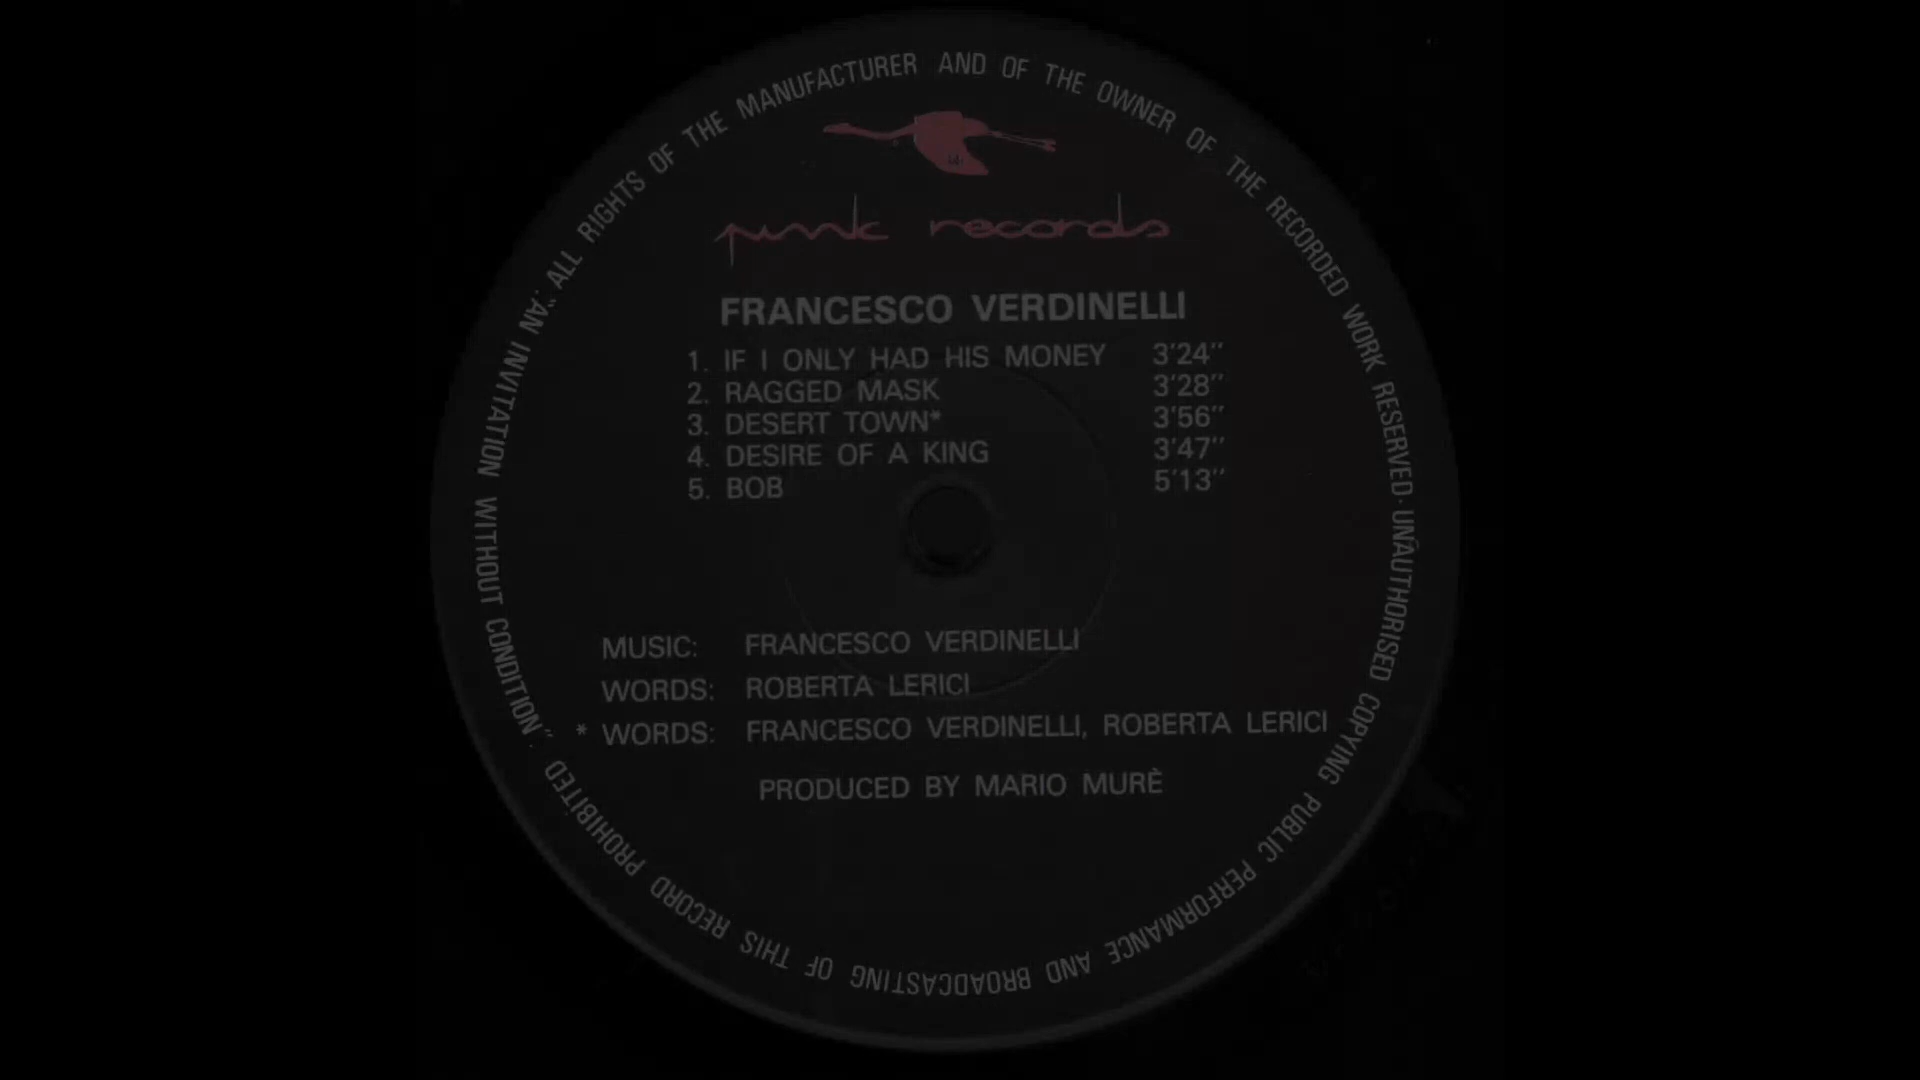 "AN INVITATION WITHOUT CONDITION"
ALL RIGHTS OF THE MANUFACTURER AND OF THE OWNER OF THE RECORDED WORK RESERVED · UNAUTHORISED COPYING PUBLIC PERFORMANCE AND BROADCASTING OF THIS RECORD PROHIBITED
punk records
FRANCESCO VERDINELLI
1. IF I ONLY HAD HIS MONEY 3'24"
2. RAGGED MASK 3'28"
3. DESERT TOWN* 3'56"
4. DESIRE OF A KING 3'47"
5. BOB 5'13"
MUSIC: FRANCESCO VERDINELLI
WORDS: ROBERTA LERICI
* WORDS: FRANCESCO VERDINELLI, ROBERTA LERICI
PRODUCED BY MARIO MURÈ